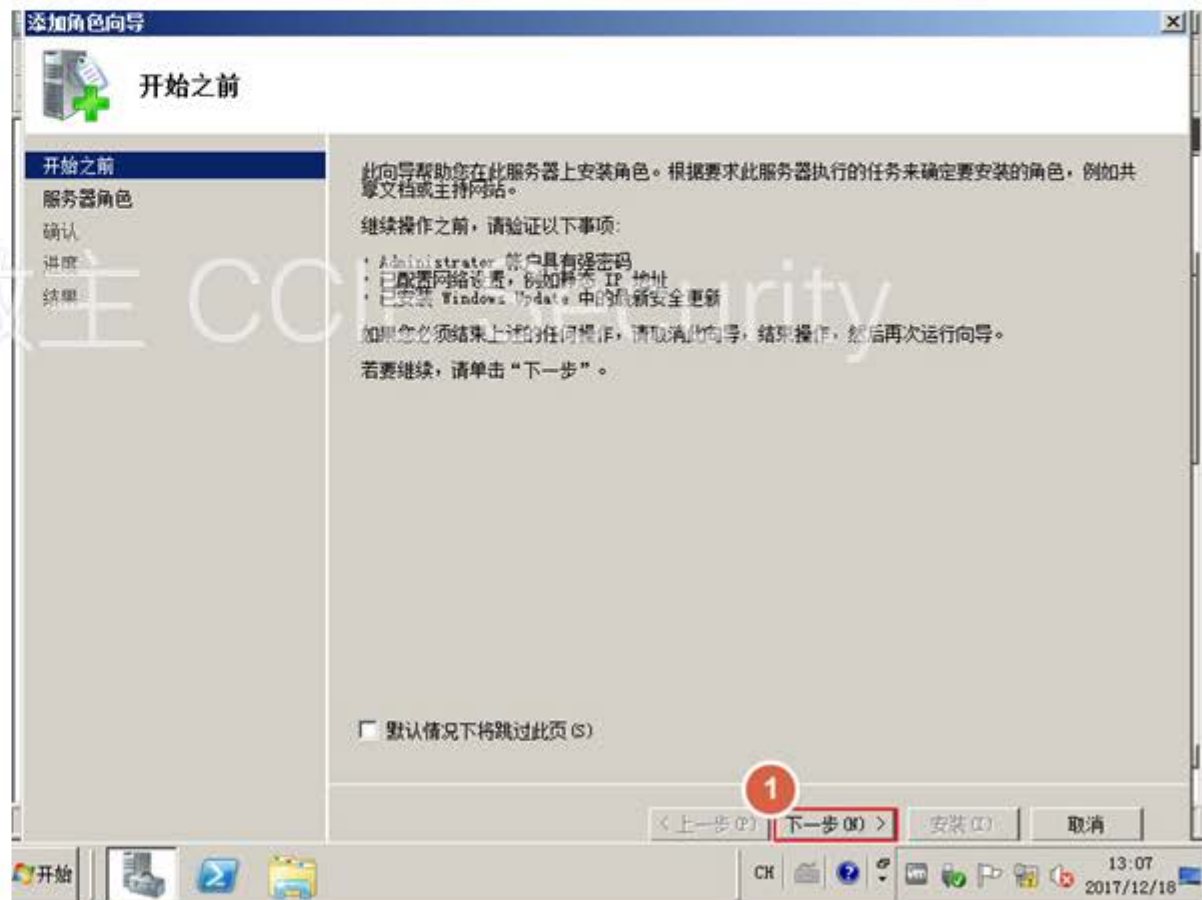 添加角色向导
开始之前
开始之前
服务器角色
确认
进度
结果
此向导帮助您在此服务器上安装角色。根据要求此服务器执行的任务来确定要安装的角色，例如共
享文档或主持网站。
继续操作之前，请验证以下事项:
· Administrator 帐户具有强密码
· 已配置网络设置，例如静态 IP 地址
· 已安装 Windows Update 中的最新安全更新
如果您必须结束上述的任何操作，请取消此向导，结束操作，然后再次运行向导。
若要继续，请单击“下一步”。
CCIE Security
默认情况下将跳过此页(S)
1
< 上一步(P)
下一步(N) >
安装(I)
取消
开始
CH
13:07
2017/12/18